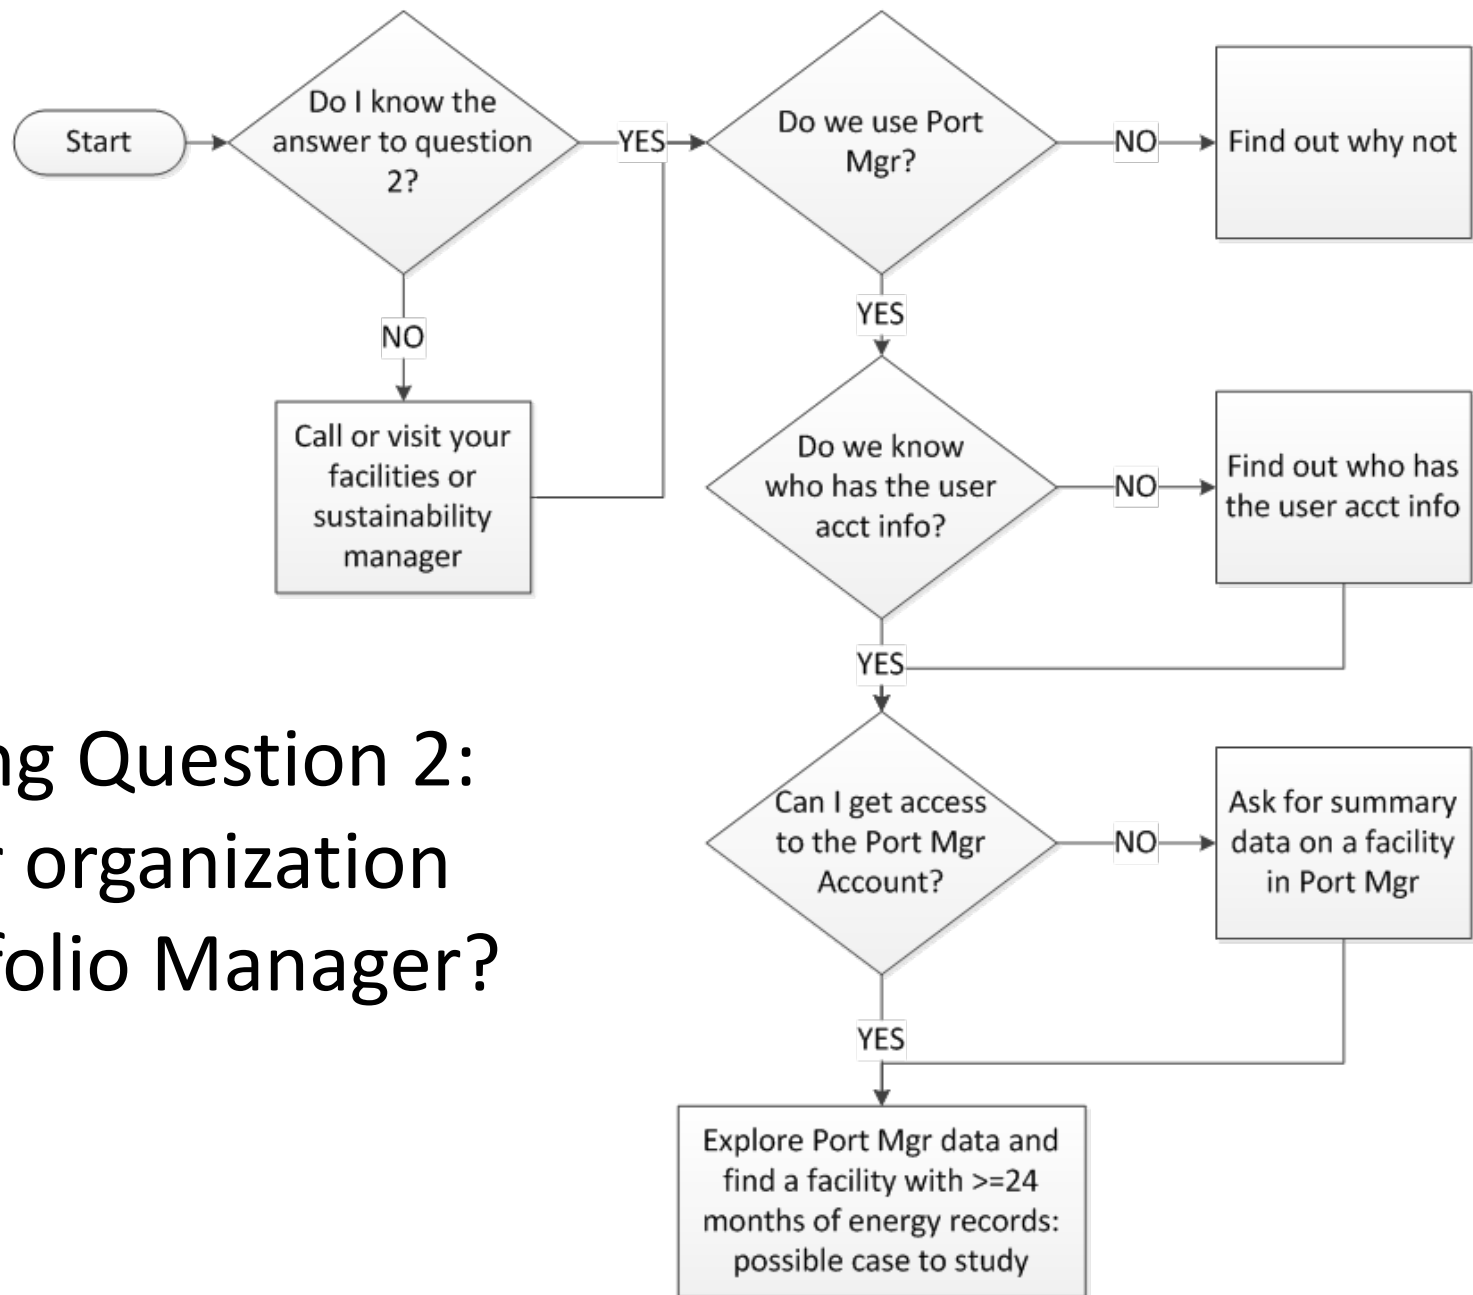 Start
Do I know the
answer to question
2?
YES
NO
Call or visit your
facilities or
sustainability
manager
Do we use Port
Mgr?
NO
Find out why not
YES
Do we know
who has the user
acct info?
NO
Find out who has
the user acct info
YES
Can I get access
to the Port Mgr
Account?
NO
Ask for summary
data on a facility
in Port Mgr
YES
Explore Port Mgr data and
find a facility with >=24
months of energy records:
possible case to study
ng Question 2:
r organization
folio Manager?